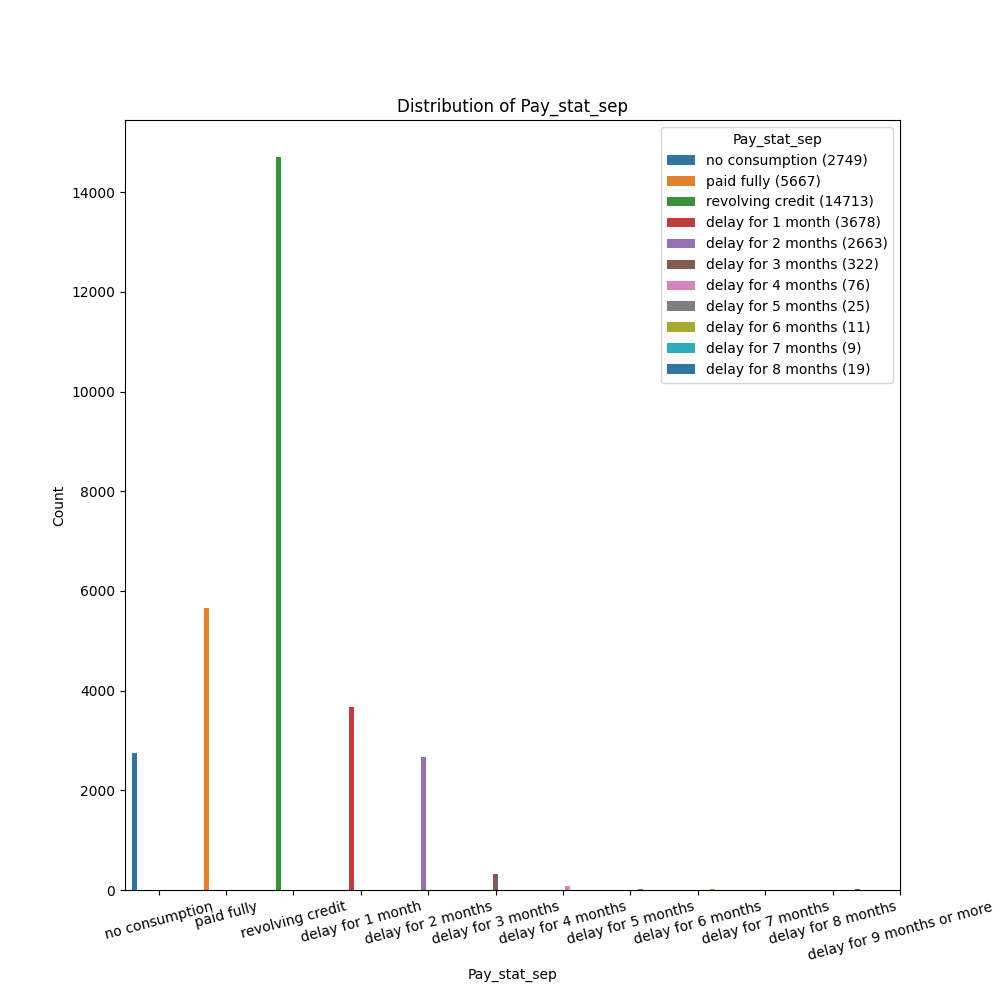 Distribution of Pay_stat_sep
Pay_stat_sep
no consumption (2749)
paid fully (5667)
revolving credit (14713)
delay for 1 month (3678)
delay for 2 months (2663)
delay for 3 months (322)
delay for 4 months (76)
delay for 5 months (25)
delay for 6 months (11)
delay for 7 months (9)
delay for 8 months (19)
14000
12000
10000
8000
6000
4000
2000
0
Count
no consumption
paid fully
revolving credit
delay for 1 month
delay for 2 months
delay for 3 months
delay for 4 months
delay for 5 months
delay for 6 months
delay for 7 months
delay for 8 months
delay for 9 months or more
Pay_stat_sep